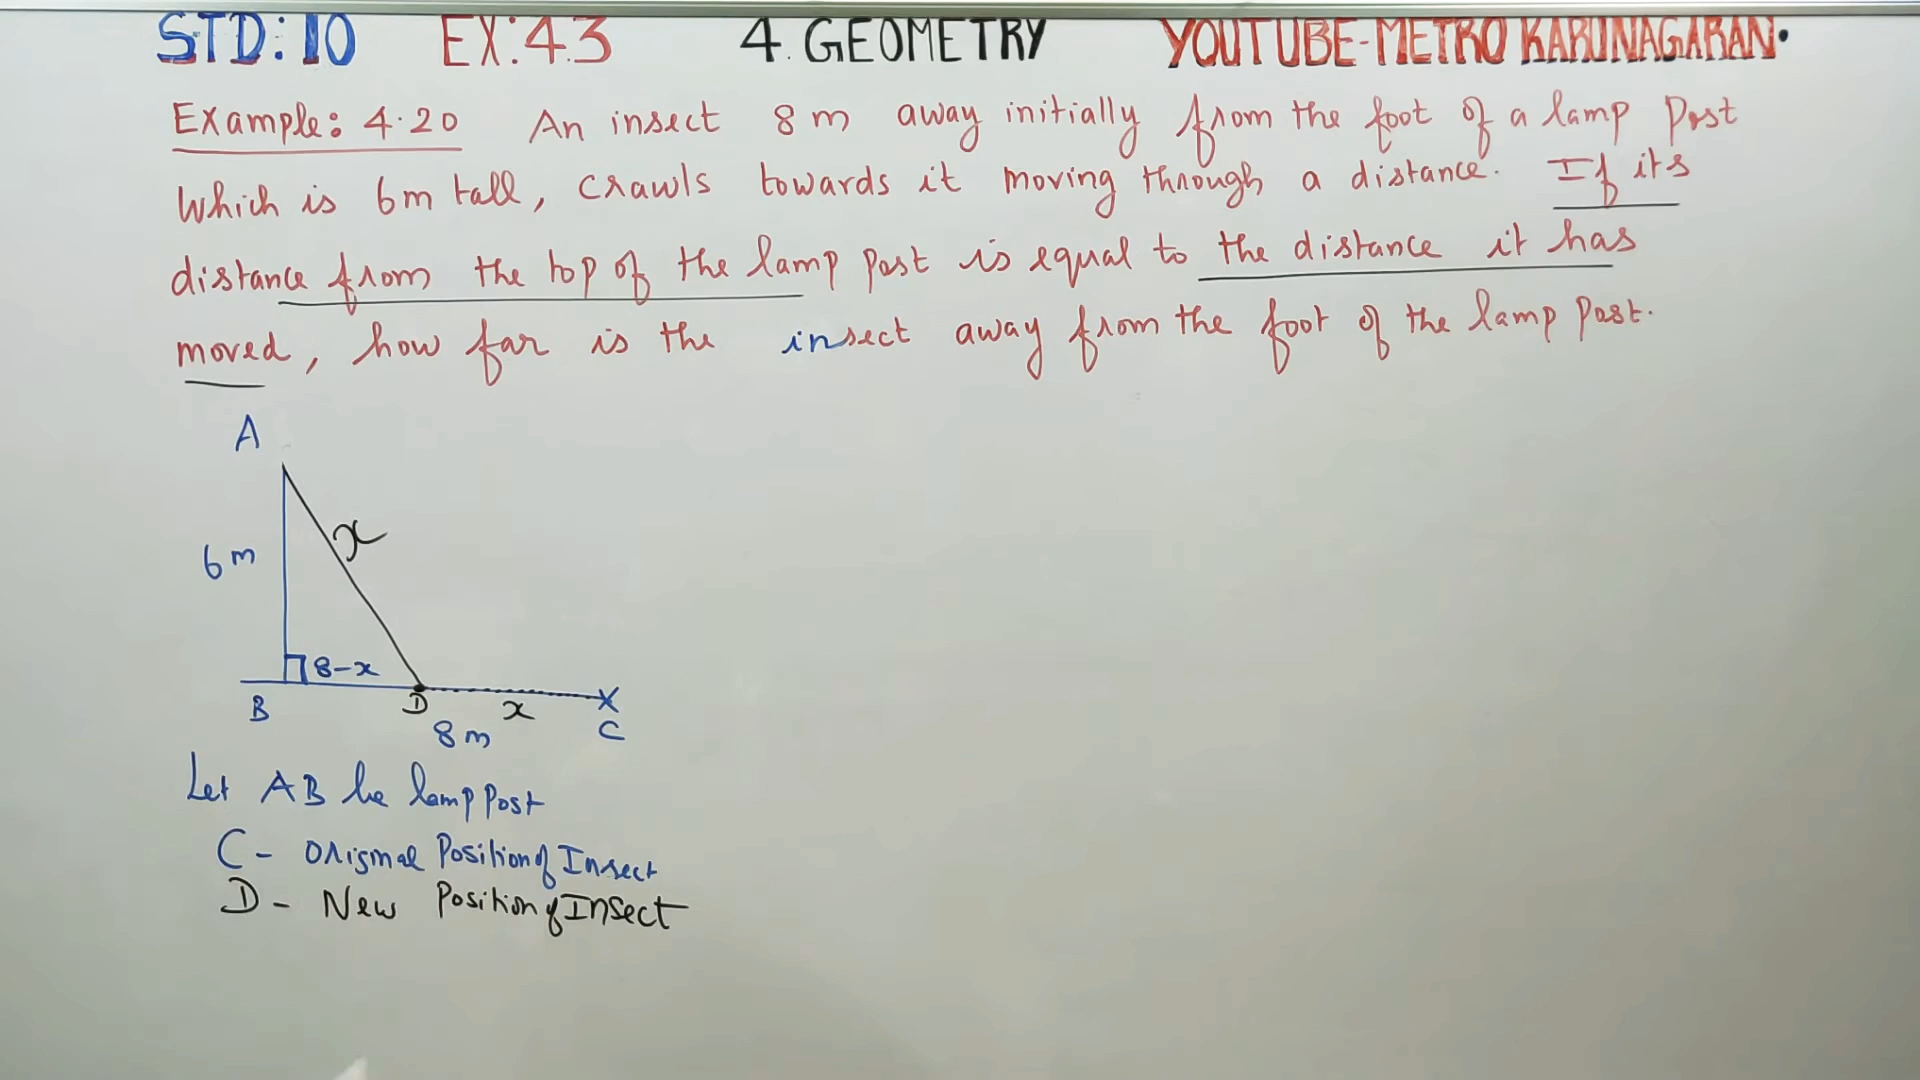 STD: 10 EX: 4.3 4. GEOMETRY YOUTUBE-METRO KARUNAGARAN.
Example: 4.20 An insect 8 m away initially from the foot of a lamp post
which is 6m tall, crawls towards it moving through a distance. If its
distance from the top of the lamp post is equal to the distance it has
moved, how far is the insect away from the foot of the lamp post.
A
x
6 m
8-x
B D x C
8 m
Let AB be lamp post
C - Original Position of Insect
D - New Position of Insect